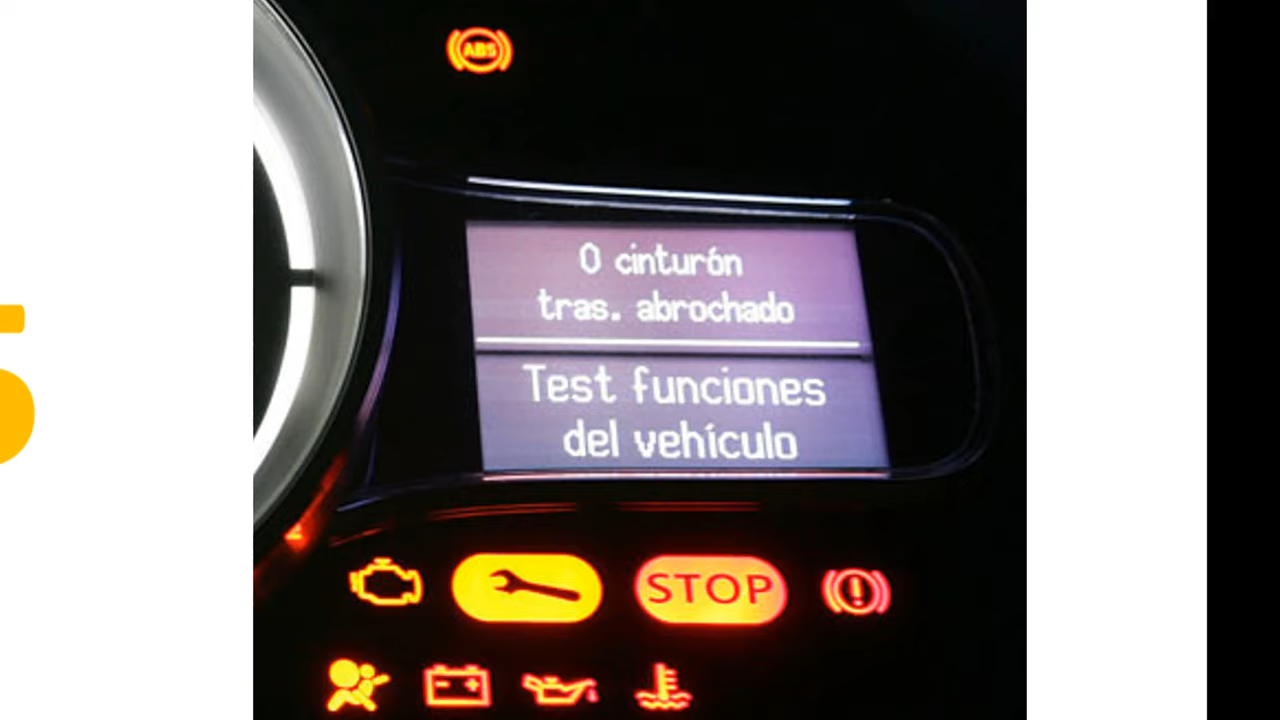 ABS
0 cinturón
tras. abrochado
Test funciones
del vehículo
STOP